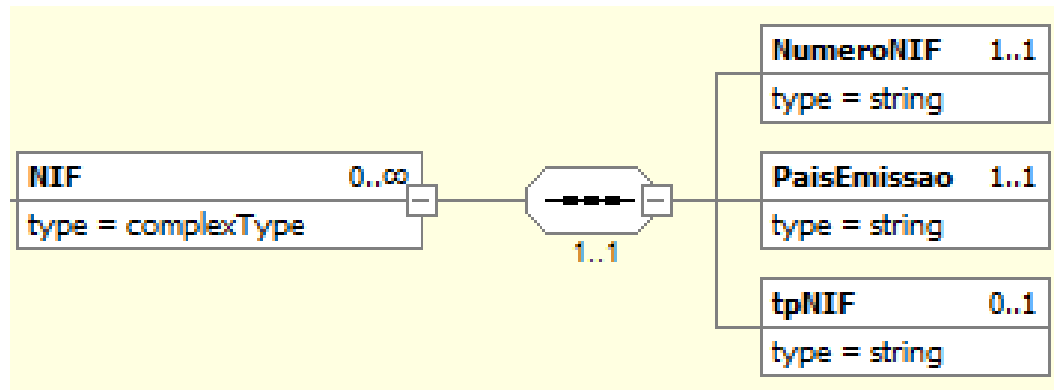 NumeroNIF 1..1
type = string
NIF 0..∞
type = complexType
1..1
PaisEmissao 1..1
type = string
tpNIF 0..1
type = string